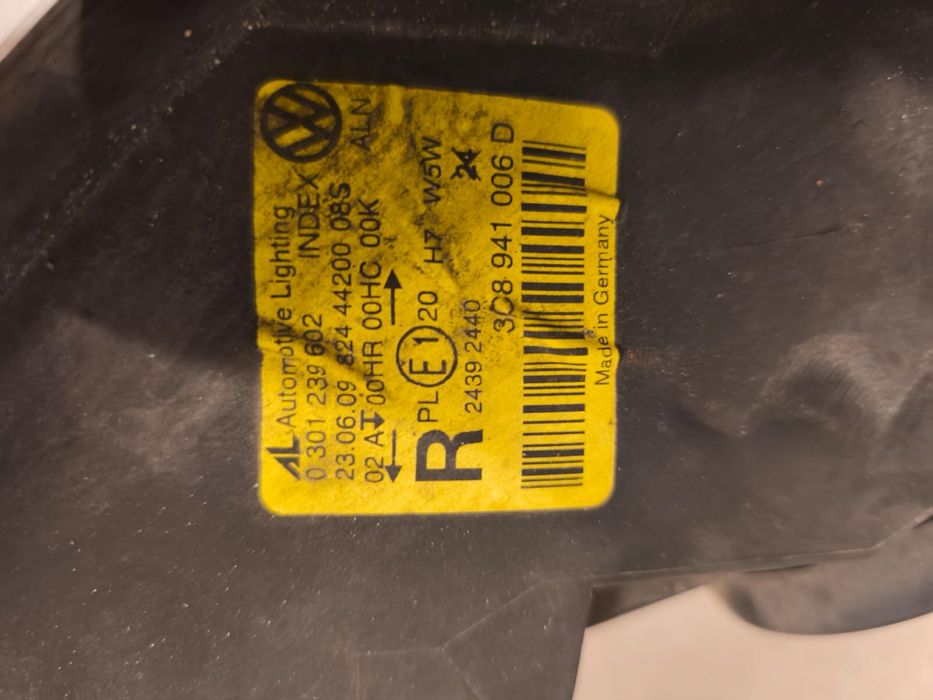 AL Automotive Lighting
0 301 239 602 INDEX
23.06.09 824 44200 08S ALN
02 A 00HR 00HC 00K
R PL E1 20 H7 W5W
2439 2440 24
3C8 941 006 D
Made in Germany